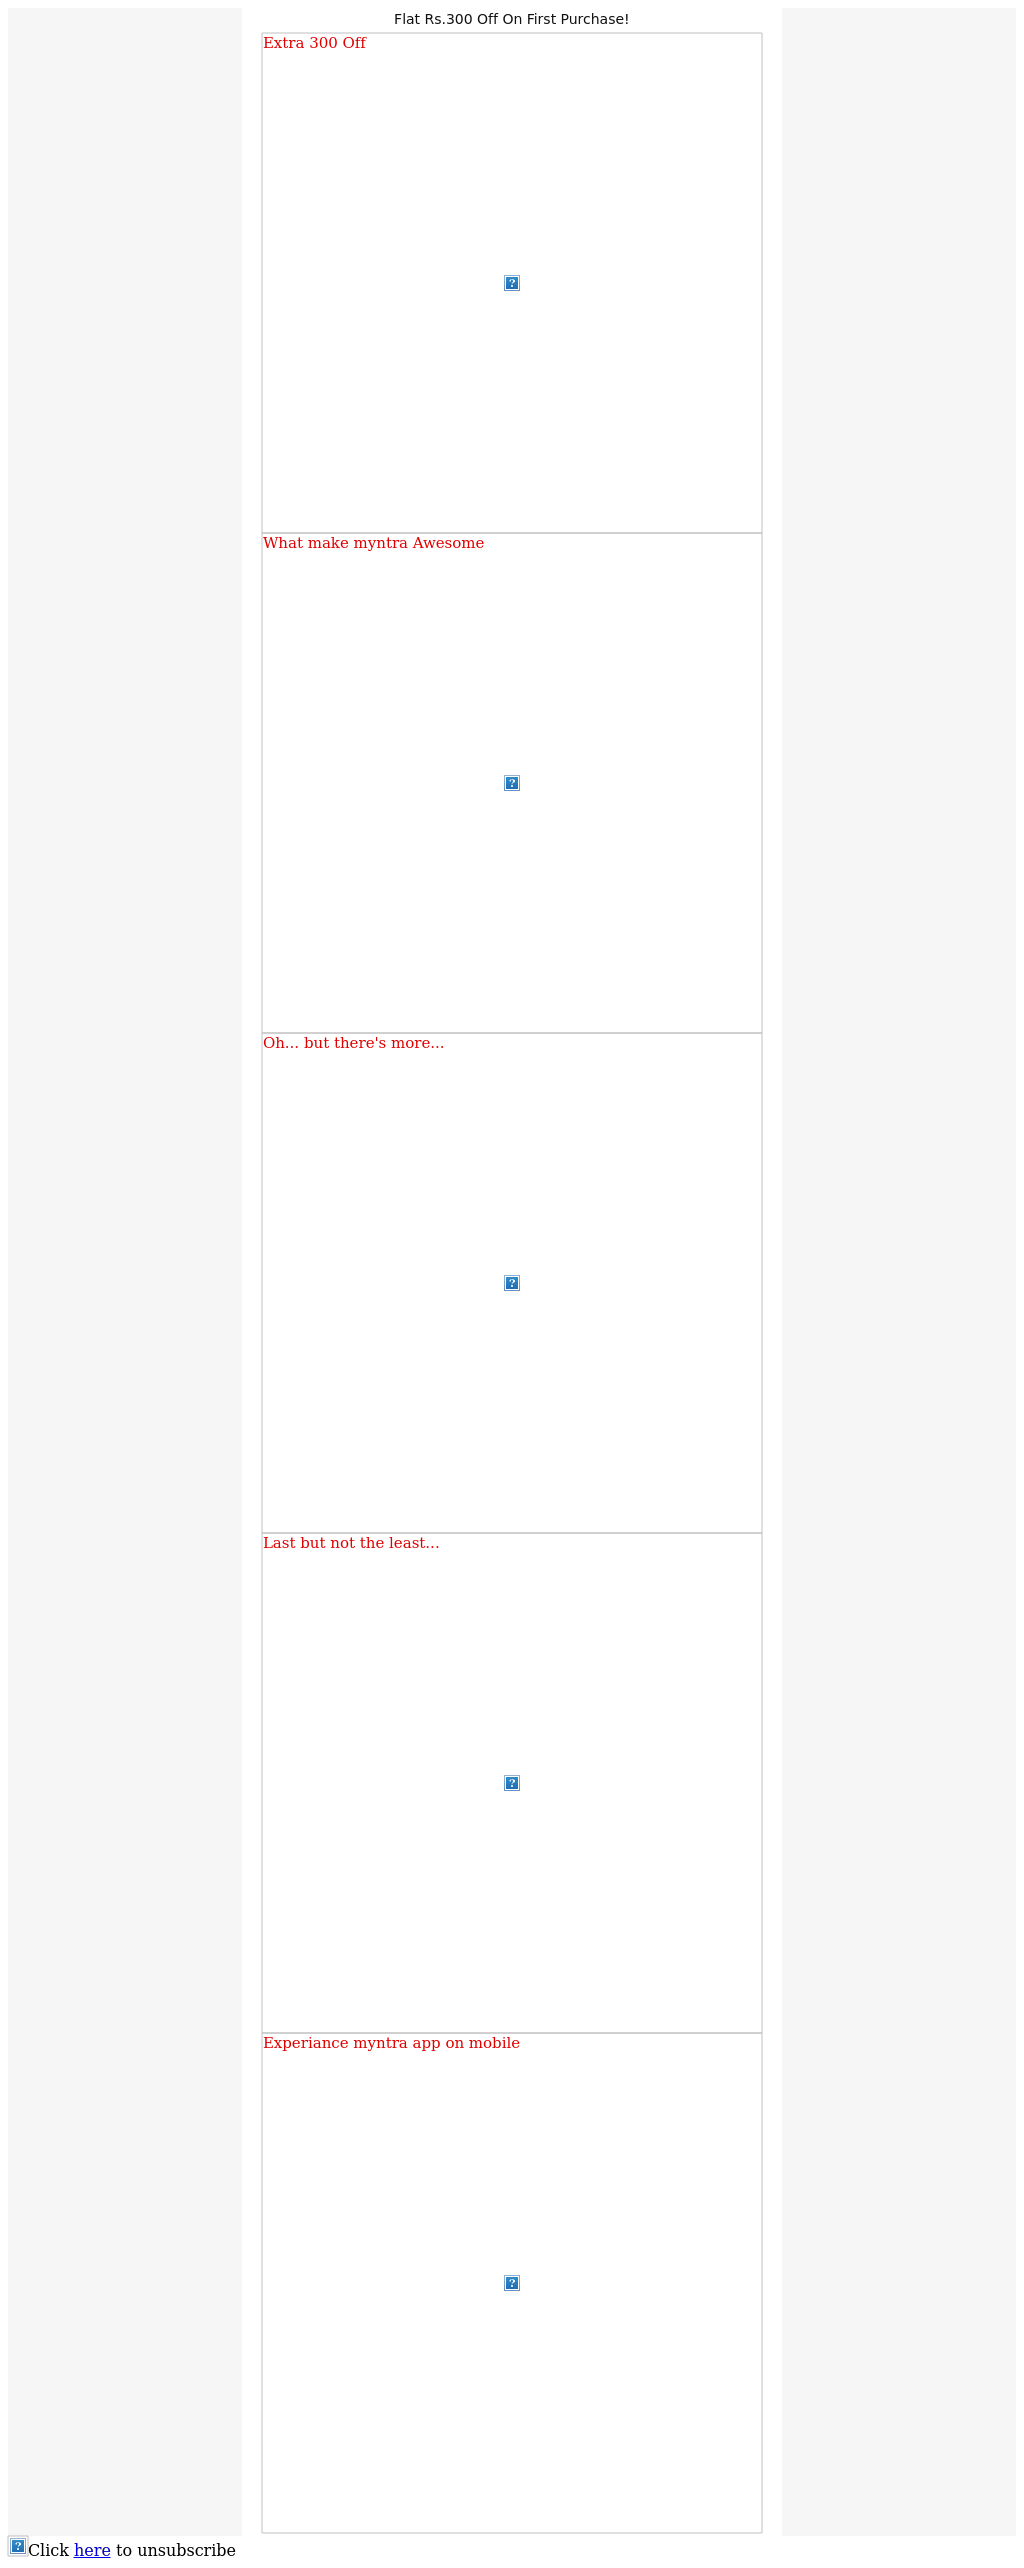 Flat Rs.300 Off On First Purchase!
Extra 300 Off
What make myntra Awesome
Oh... but there's more...
Last but not the least...
Experiance myntra app on mobile
Click here to unsubscribe